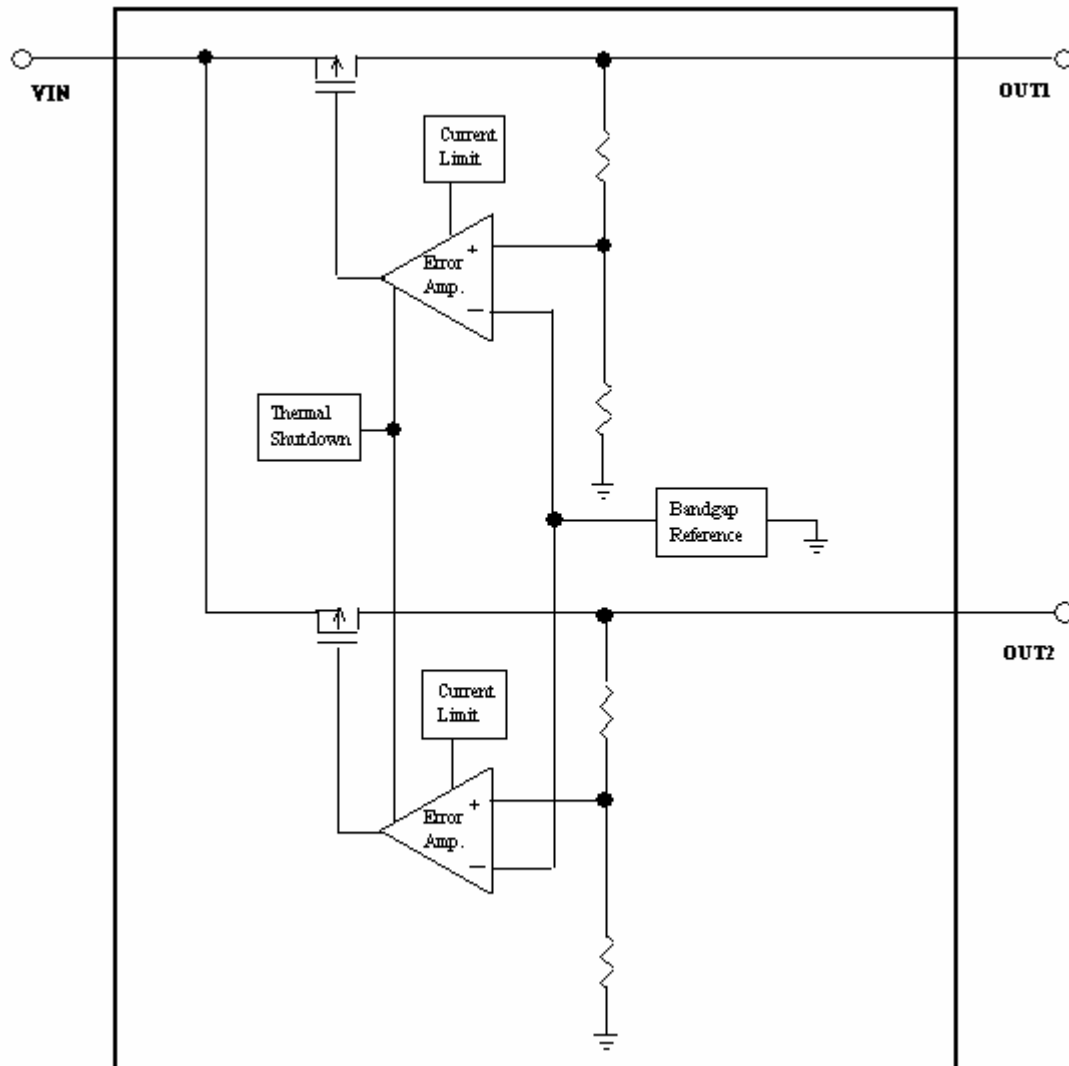 VIN
OUT1
Current
Limit
+
Error
Amp.
—
Thermal
Shutdown
Bandgap
Reference
OUT2
Current
Limit
+
Error
Amp.
—